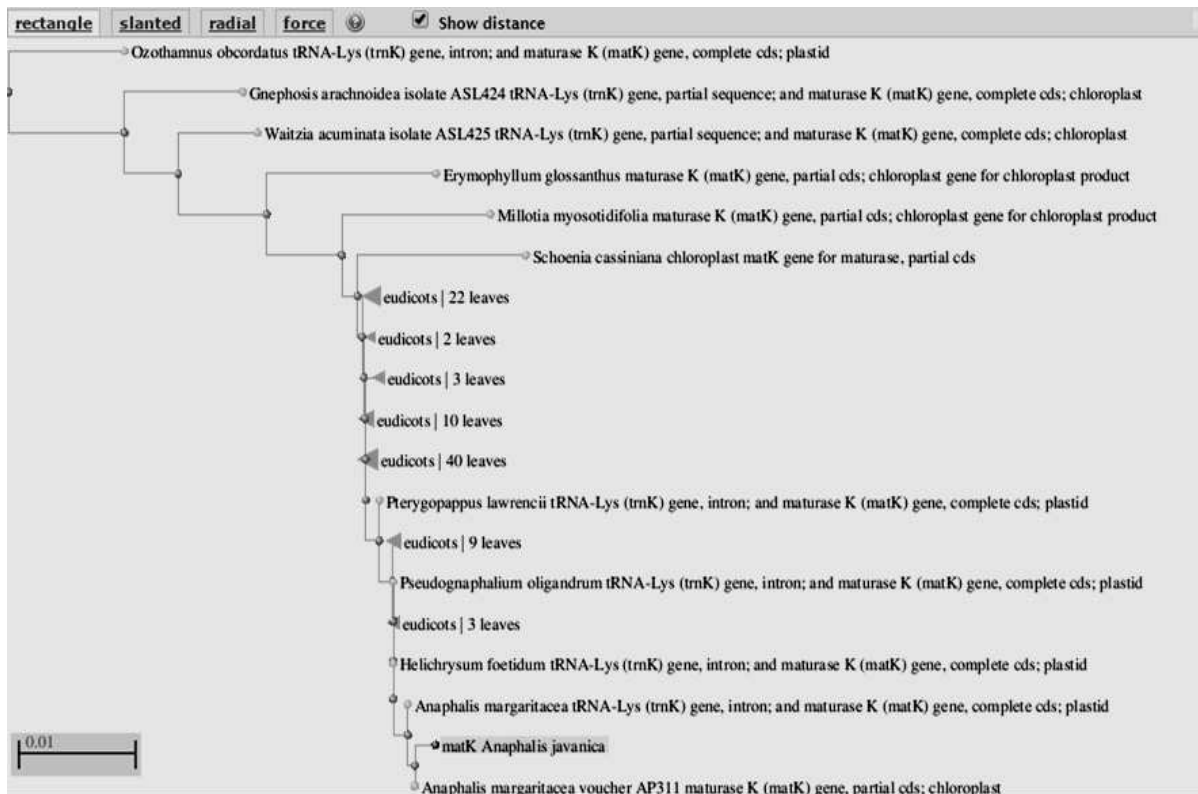 rectangle slanted radial force Show distance
Ozothamnus obcordatus tRNA-Lys (trnK) gene, intron; and maturase K (matK) gene, complete cds; plastid
Gnephosis arachnoidea isolate ASL424 tRNA-Lys (trnK) gene, partial sequence; and maturase K (matK) gene, complete cds; chloroplast
Waitzia acuminata isolate ASL425 tRNA-Lys (trnK) gene, partial sequence; and maturase K (matK) gene, complete cds; chloroplast
Erymophyllum glossanthus maturase K (matK) gene, partial cds; chloroplast gene for chloroplast product
Millotia myosotidifolia maturase K (matK) gene, partial cds; chloroplast gene for chloroplast product
Schoenia cassiniana chloroplast matK gene for maturase, partial cds
eudicots | 22 leaves
eudicots | 2 leaves
eudicots | 3 leaves
eudicots | 10 leaves
eudicots | 40 leaves
Pterygopappus lawrencii tRNA-Lys (trnK) gene, intron; and maturase K (matK) gene, complete cds; plastid
eudicots | 9 leaves
Pseudognaphalium oligandrum tRNA-Lys (trnK) gene, intron; and maturase K (matK) gene, complete cds; plastid
eudicots | 3 leaves
Helichrysum foetidum tRNA-Lys (trnK) gene, intron; and maturase K (matK) gene, complete cds; plastid
Anaphalis margaritacea tRNA-Lys (trnK) gene, intron; and maturase K (matK) gene, complete cds; plastid
0.01
matK Anaphalis javanica
Anaphalis margaritacea voucher AP311 maturase K (matK) gene, partial cds; chloroplast